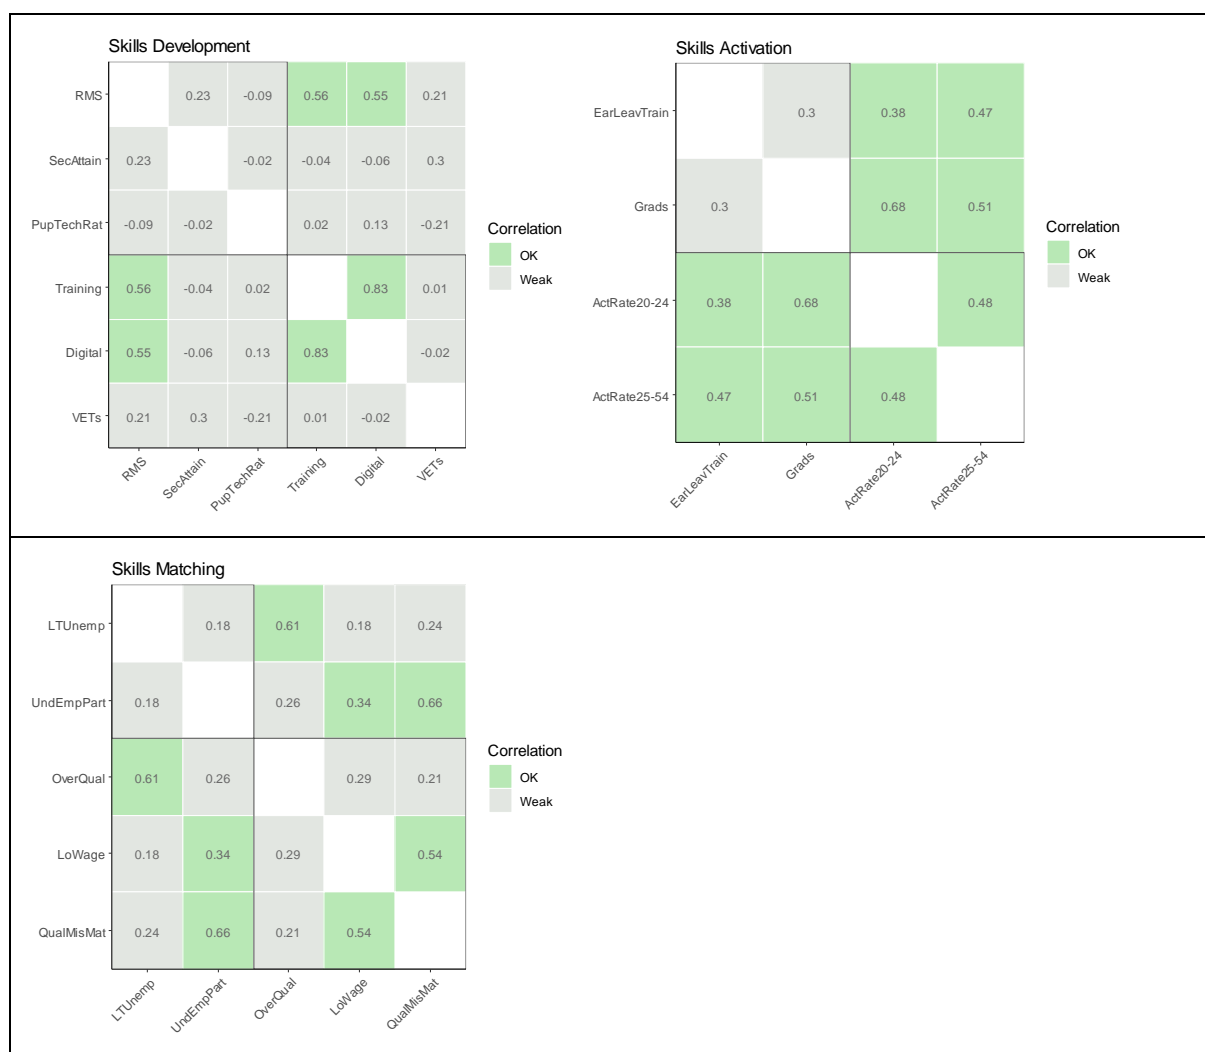 Skills Development
RMS 0.23 -0.09 0.56 0.55 0.21
SecAttain 0.23 -0.02 -0.04 -0.06 0.3
PupTechRat -0.09 -0.02 0.02 0.13 -0.21
Training 0.56 -0.04 0.02 0.83 0.01
Digital 0.55 -0.06 0.13 0.83 -0.02
VETs 0.21 0.3 -0.21 0.01 -0.02
RMS SecAttain PupTechRat Training Digital VETs
Correlation
OK
Weak
Skills Activation
EarLeavTrain 0.3 0.38 0.47
Grads 0.3 0.68 0.51
ActRate20-24 0.38 0.68 0.48
ActRate25-54 0.47 0.51 0.48
EarLeavTrain Grads ActRate20-24 ActRate25-54
Correlation
OK
Weak
Skills Matching
LTUnemp 0.18 0.61 0.18 0.24
UndEmpPart 0.18 0.26 0.34 0.66
OverQual 0.61 0.26 0.29 0.21
LoWage 0.18 0.34 0.29 0.54
QualMisMat 0.24 0.66 0.21 0.54
LTUnemp UndEmpPart OverQual LoWage QualMisMat
Correlation
OK
Weak